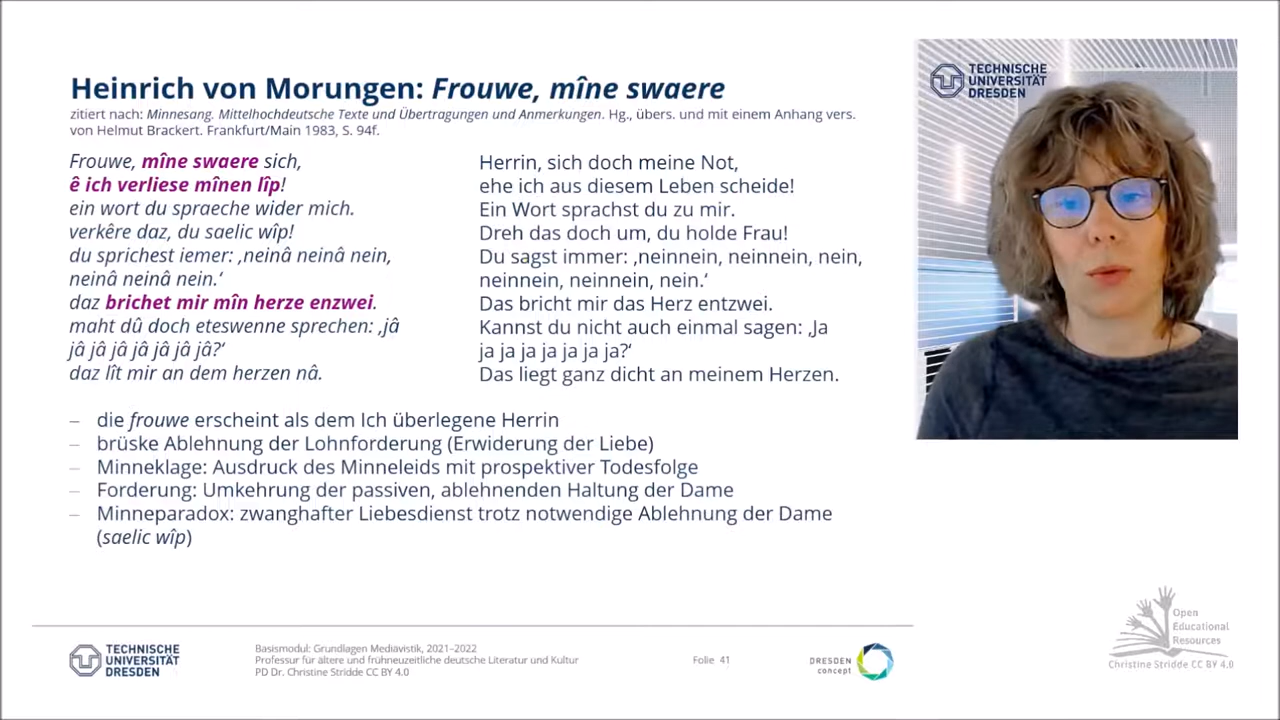 Heinrich von Morungen: Frouwe, mîne swaere
zitiert nach: Minnesang. Mittelhochdeutsche Texte und Übertragungen und Anmerkungen. Hg., übers. und mit einem Anhang vers.
von Helmut Brackert. Frankfurt/Main 1983, S. 94f.
Frouwe, mîne swaere sich,
ê ich verliese mînen lîp!
ein wort du spraeche wider mich.
verkêre daz, du saelic wîp!
du sprichest iemer: ‚neinâ neinâ nein,
neinâ neinâ nein.‘
daz brichet mir mîn herze enzwei.
maht dû doch eteswenne sprechen: ‚jâ
jâ jâ jâ jâ jâ jâ jâ?‘
daz lît mir an dem herzen nâ.
Herrin, sich doch meine Not,
ehe ich aus diesem Leben scheide!
Ein Wort sprachst du zu mir.
Dreh das doch um, du holde Frau!
Du sagst immer: ‚neinnein, neinnein, nein,
neinnein, neinnein, nein.‘
Das bricht mir das Herz entzwei.
Kannst du nicht auch einmal sagen: ‚Ja
ja ja ja ja ja ja ja?‘
Das liegt ganz dicht an meinem Herzen.
– die frouwe erscheint als dem Ich überlegene Herrin
– brüske Ablehnung der Lohnforderung (Erwiderung der Liebe)
– Minneklage: Ausdruck des Minneleids mit prospektiver Todesfolge
– Forderung: Umkehrung der passiven, ablehnenden Haltung der Dame
– Minneparadox: zwanghafter Liebesdienst trotz notwendige Ablehnung der Dame
(saelic wîp)
TECHNISCHE
UNIVERSITÄT
DRESDEN
TECHNISCHE
UNIVERSITÄT
DRESDEN
Basismodul: Grundlagen Mediävistik, 2021–2022
Professur für ältere und frühneuzeitliche deutsche Literatur und Kultur
PD Dr. Christine Stridde CC BY 4.0
Folie 41
DRESDEN
concept
Open
Educational
Resources
Christine Stridde CC BY 4.0